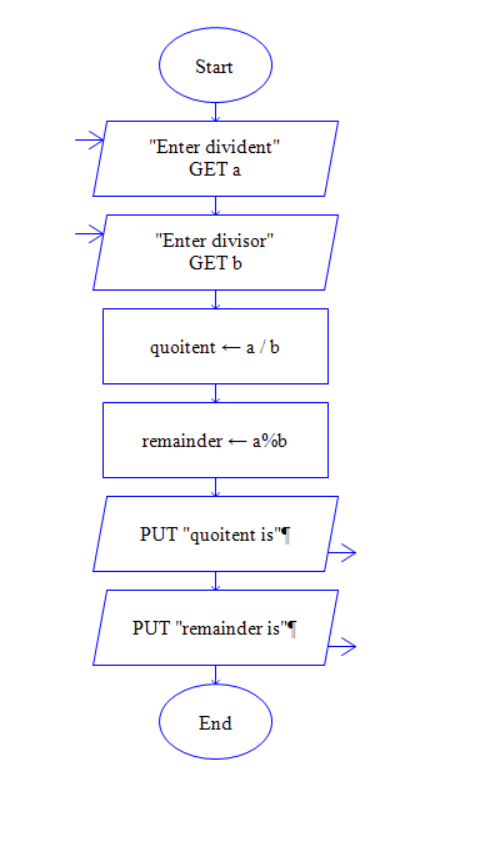 Start
"Enter divident"
GET a
"Enter divisor"
GET b
quoitent ← a / b
remainder ← a%b
PUT "quoitent is"¶
PUT "remainder is"¶
End